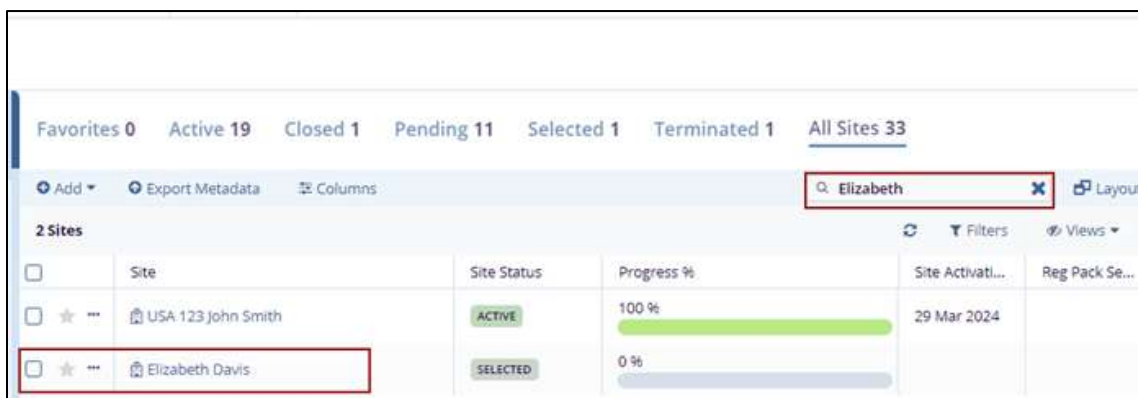 Favorites 0 Active 19 Closed 1 Pending 11 Selected 1 Terminated 1 All Sites 33
Add Export Metadata Columns Elizabeth Layou
2 Sites Filters Views
Site Site Status Progress % Site Activati... Reg Pack Se...
USA 123 John Smith ACTIVE 100 % 29 Mar 2024
Elizabeth Davis SELECTED 0 %